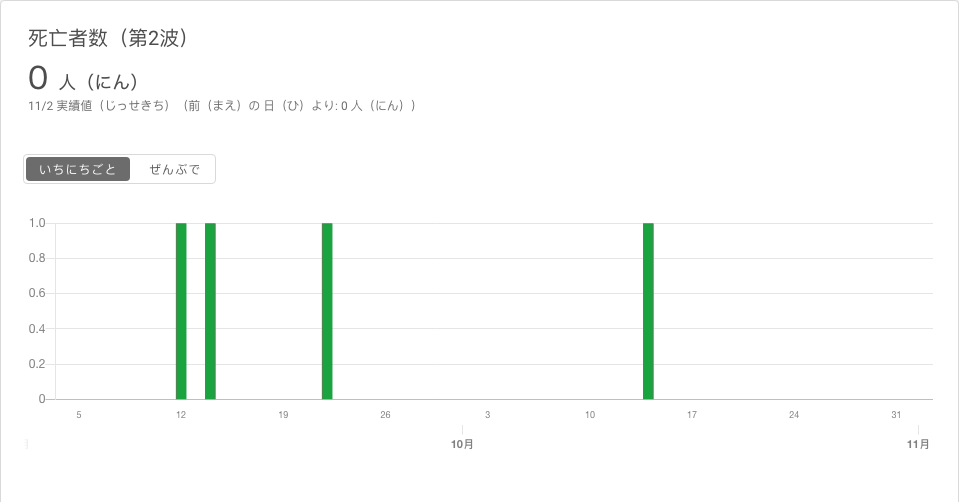 死亡者数（第2波）
0 人（にん）
11/2 実績値（じっせきち）（前（まえ）の 日（ひ）より: 0 人（にん））
いちにちごと ぜんぶで
1.0
0.8
0.6
0.4
0.2
0
5 12 19 26 3 10 17 24 31
10月 11月